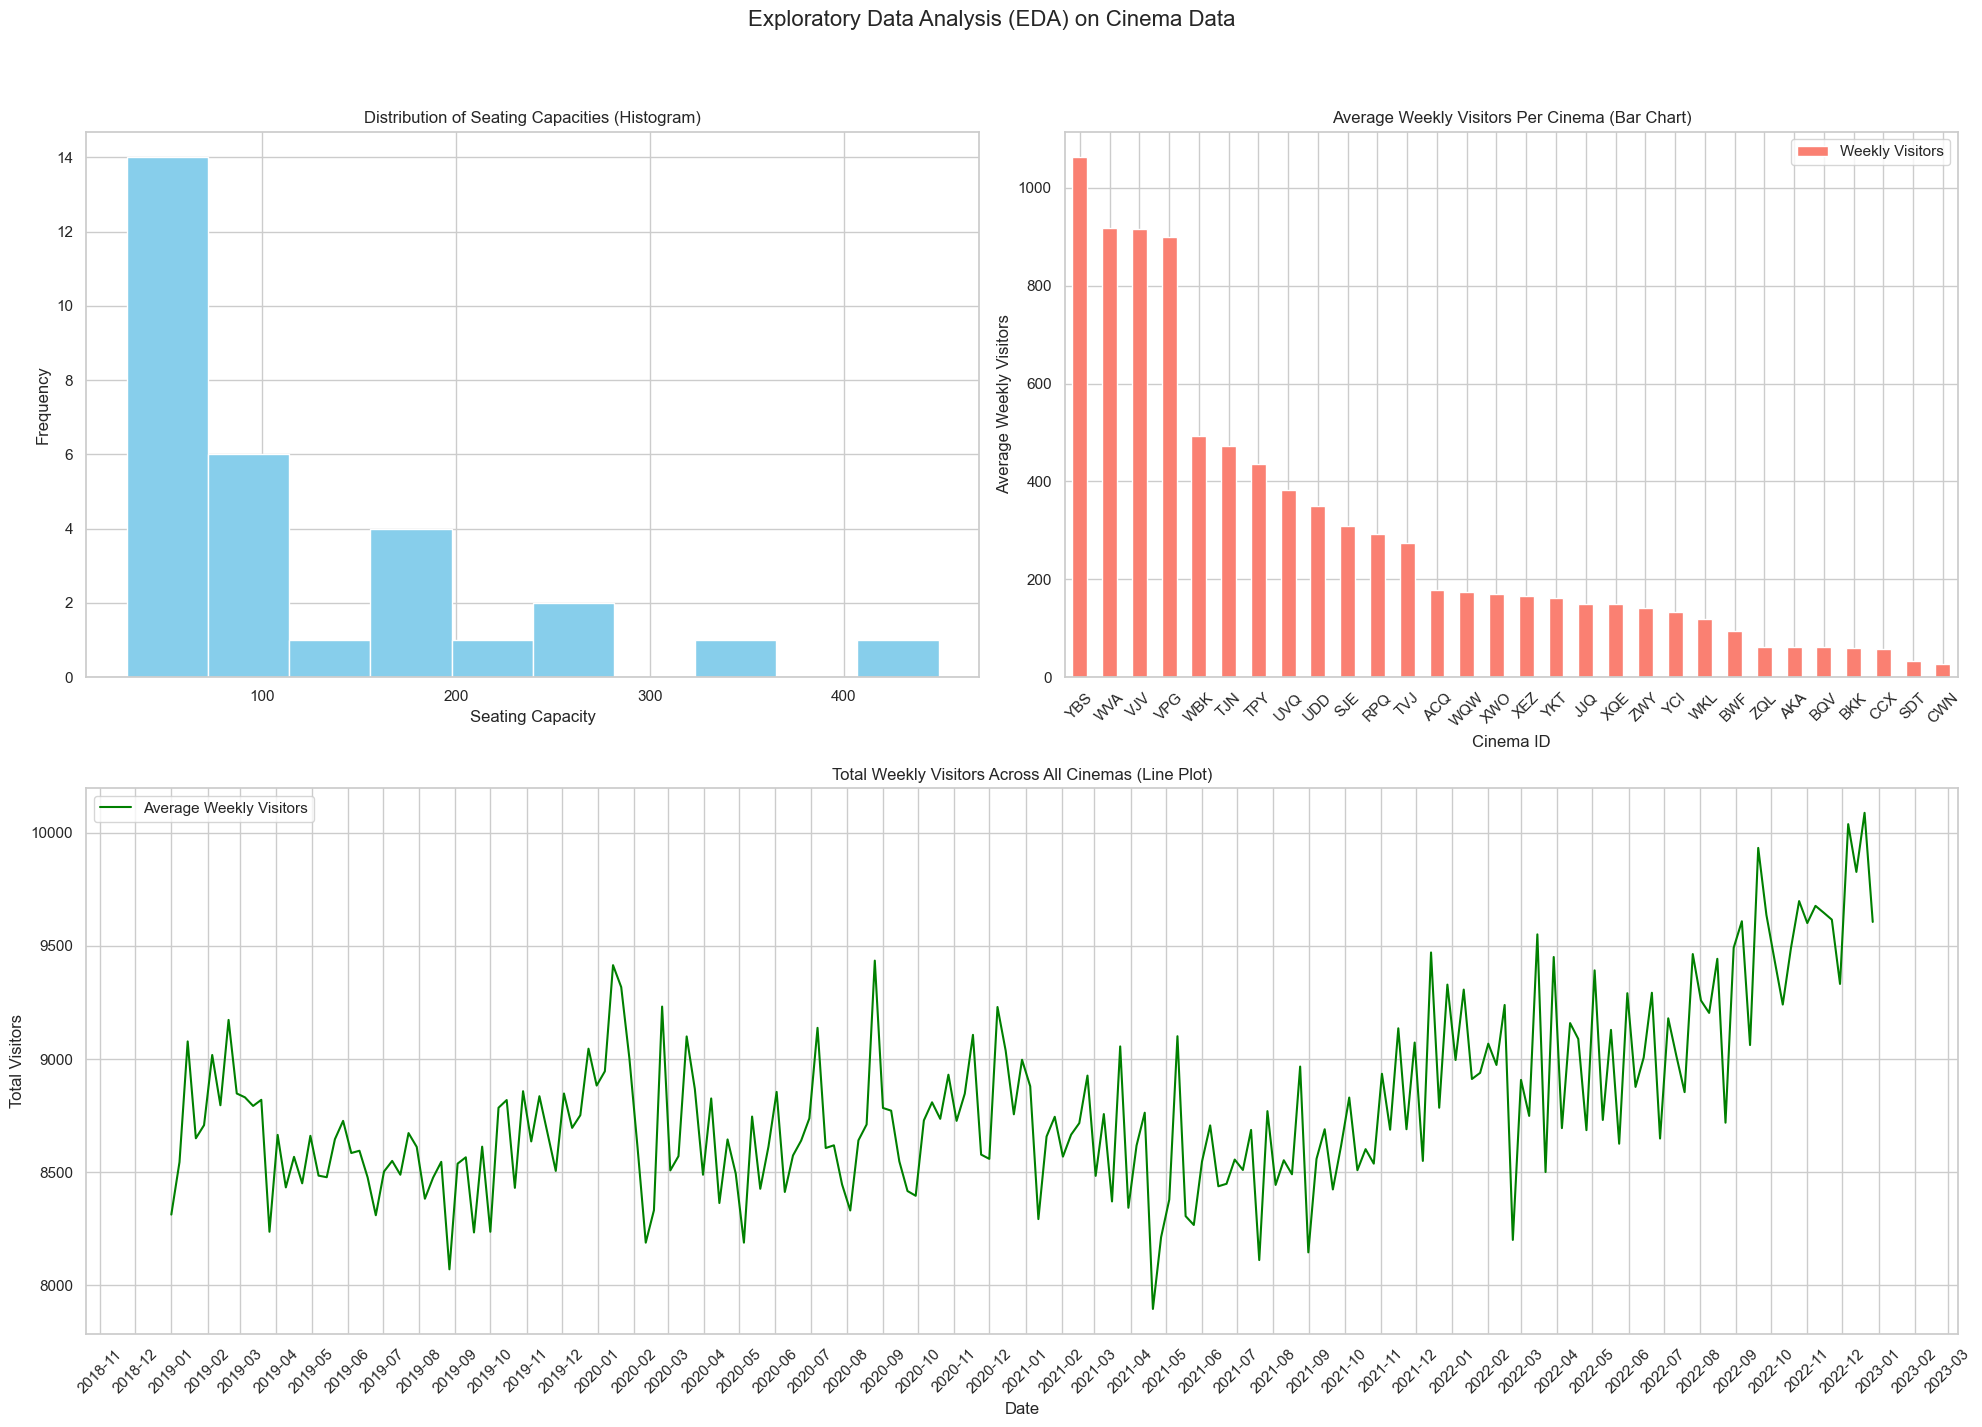 Exploratory Data Analysis (EDA) on Cinema Data
Distribution of Seating Capacities (Histogram)
14
12
10
8
6
4
2
0
Frequency
100 200 300 400
Seating Capacity
Average Weekly Visitors Per Cinema (Bar Chart)
Weekly Visitors
1000
800
600
400
200
0
Average Weekly Visitors
YBS WVA VJV VPG WBK TJN TPY UVQ UDD SJE RPQ TVJ ACQ WQW XWO XEZ YKT JJQ XQE ZWY YCI WKL BWF ZQL AKA BQV BKK CCX SDT CWN
Cinema ID
Total Weekly Visitors Across All Cinemas (Line Plot)
Average Weekly Visitors
10000
9500
9000
8500
8000
Total Visitors
2018-11 2018-12 2019-01 2019-02 2019-03 2019-04 2019-05 2019-06 2019-07 2019-08 2019-09 2019-10 2019-11 2019-12 2020-01 2020-02 2020-03 2020-04 2020-05 2020-06 2020-07 2020-08 2020-09 2020-10 2020-11 2020-12 2021-01 2021-02 2021-03 2021-04 2021-05 2021-06 2021-07 2021-08 2021-09 2021-10 2021-11 2021-12 2022-01 2022-02 2022-03 2022-04 2022-05 2022-06 2022-07 2022-08 2022-09 2022-10 2022-11 2022-12 2023-01 2023-02 2023-03
Date